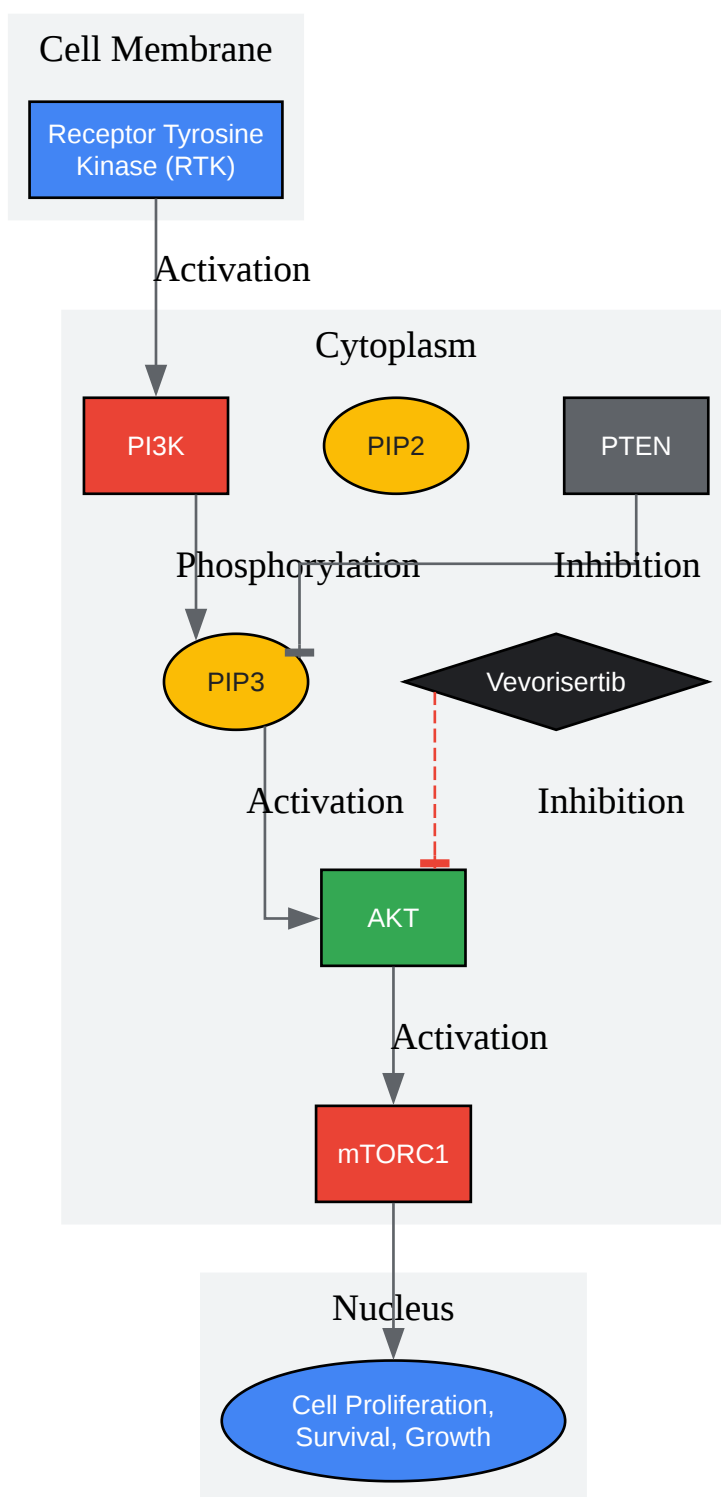 Cell Membrane
Receptor Tyrosine
Kinase (RTK)
Activation
Cytoplasm
PI3K
PIP2
PTEN
Phosphorylation
Inhibition
PIP3
Vevorisertib
Activation
Inhibition
AKT
Activation
mTORC1
Nucleus
Cell Proliferation,
Survival, Growth